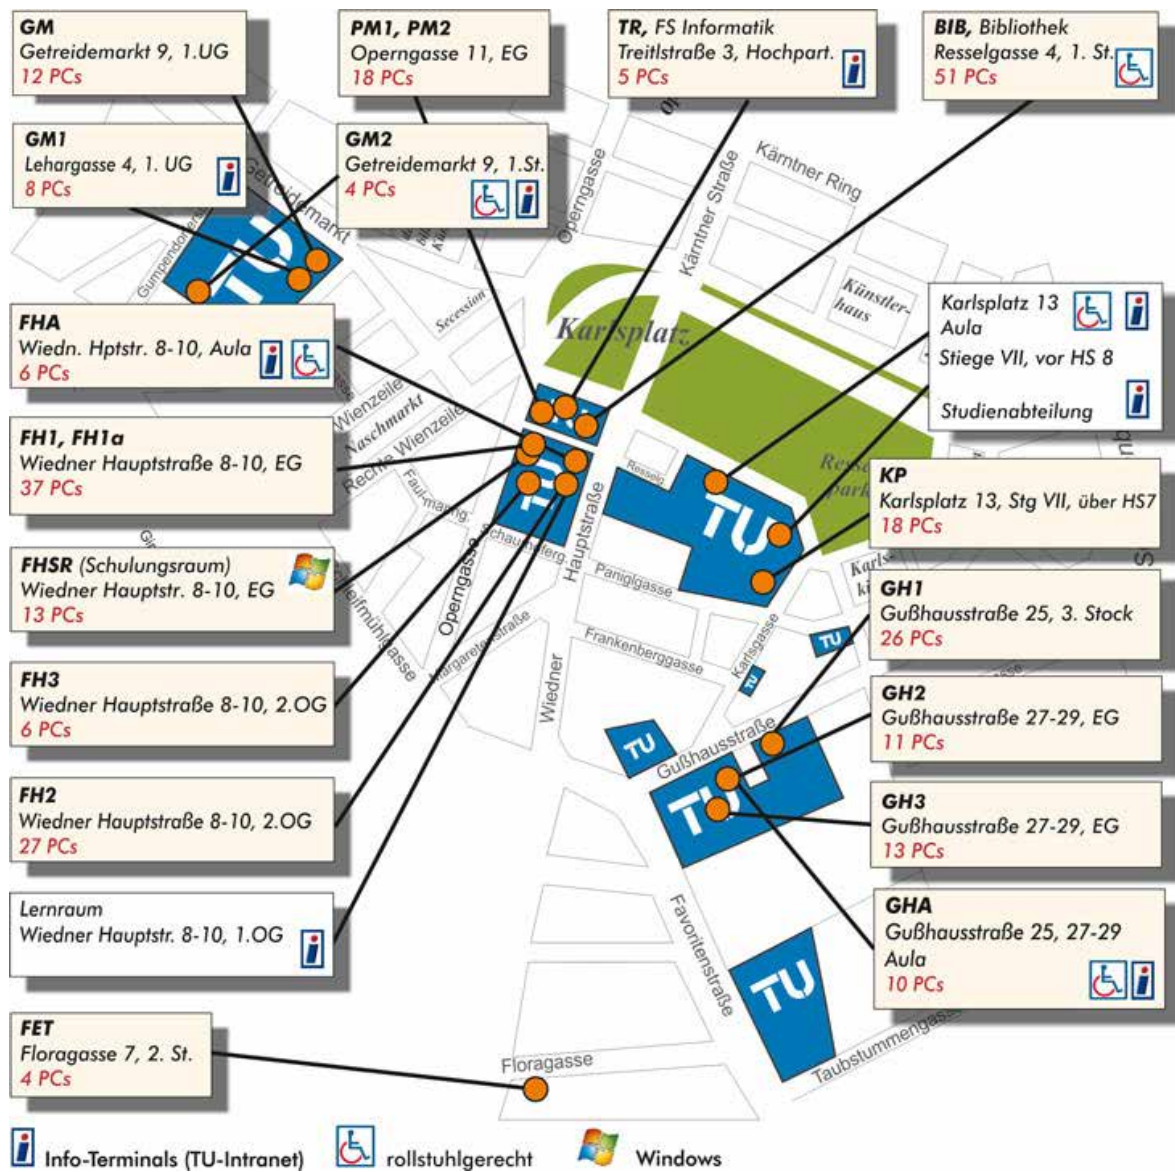 GM
Getreidemarkt 9, 1.UG
12 PCs
PM1, PM2
Operngasse 11, EG
18 PCs
TR, FS Informatik
Treitlstraße 3, Hochpart.
5 PCs
BIB, Bibliothek
Resselgasse 4, 1. St.
51 PCs
GM1
Lehargasse 4, 1. UG
8 PCs
GM2
Getreidemarkt 9, 1.St.
4 PCs
Getreidemarkt
Operngasse
Kärntner Straße
Kärntner Ring
TU
Secession
Karlsplatz
Künstler-
haus
Karlsplatz 13
Aula
Stiege VII, vor HS 8
Studienabteilung
FHA
Wiedn. Hptstr. 8-10, Aula
6 PCs
Wienzeile
Naschmarkt
Rechte Wienzeile
FH1, FH1a
Wiedner Hauptstraße 8-10, EG
37 PCs
Resselg.
TU
KP
Karlsplatz 13, Stg VII, über HS7
18 PCs
Operngasse
Hauptstraße
Paniglgasse
FHSR (Schulungsraum)
Wiedner Hauptstr. 8-10, EG
13 PCs
GH1
Gußhausstraße 25, 3. Stock
26 PCs
Margaretenstraße
Frankenberggasse
Karlsgasse
TU
TU
Wiedner
FH3
Wiedner Hauptstraße 8-10, 2.OG
6 PCs
GH2
Gußhausstraße 27-29, EG
11 PCs
TU
Gußhausstraße
TU
FH2
Wiedner Hauptstraße 8-10, 2.OG
27 PCs
GH3
Gußhausstraße 27-29, EG
13 PCs
Lernraum
Wiedner Hauptstr. 8-10, 1.OG
Favoritenstraße
GHA
Gußhausstraße 25, 27-29
Aula
10 PCs
TU
FET
Floragasse 7, 2. St.
4 PCs
Floragasse
Info-Terminals (TU-Intranet)
rollstuhlgerecht
Windows